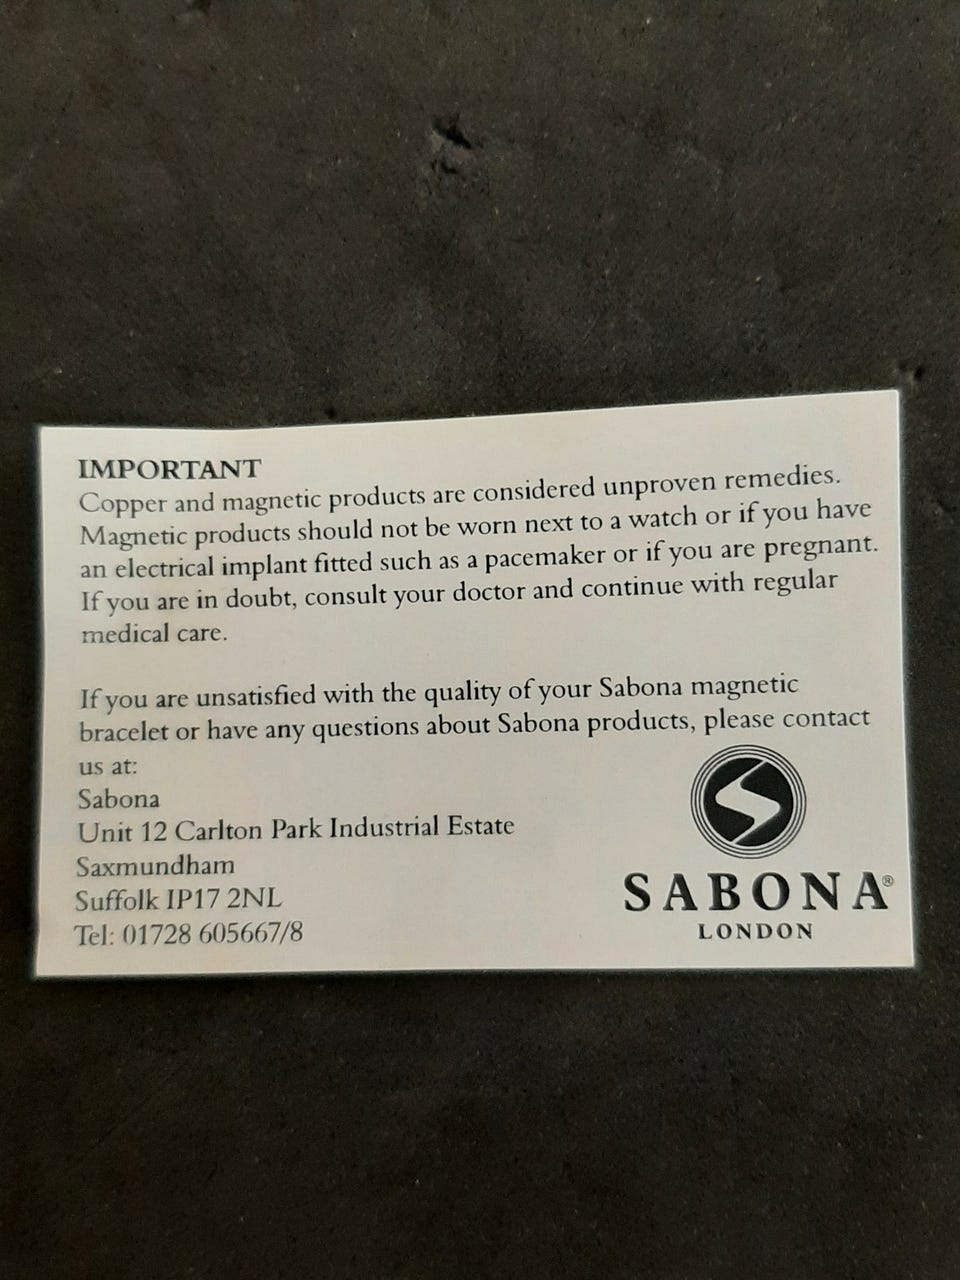 IMPORTANT
Copper and magnetic products are considered unproven remedies.
Magnetic products should not be worn next to a watch or if you have
an electrical implant fitted such as a pacemaker or if you are pregnant.
If you are in doubt, consult your doctor and continue with regular
medical care.
If you are unsatisfied with the quality of your Sabona magnetic
bracelet or have any questions about Sabona products, please contact
us at:
Sabona
Unit 12 Carlton Park Industrial Estate
Saxmundham
Suffolk IP17 2NL
Tel: 01728 605667/8
SABONA®
LONDON